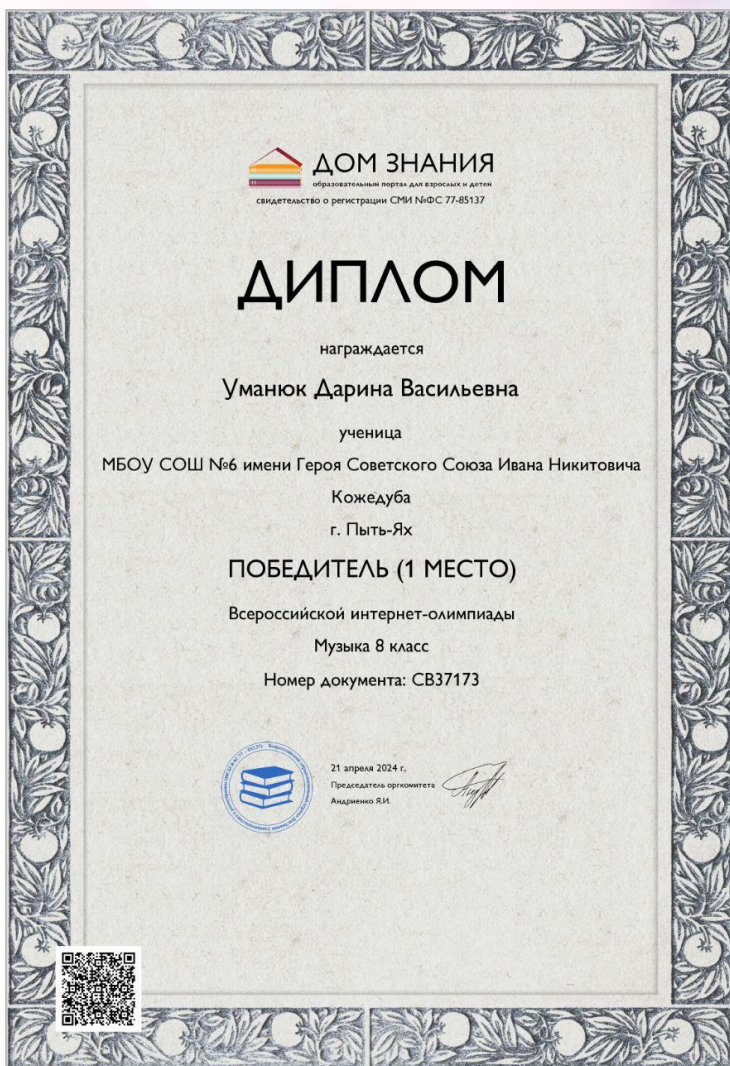 ДОМ ЗНАНИЯ
образовательный портал для взрослых и детей
свидетельство о регистрации СМИ №ФС 77-85137
ДИПЛОМ
награждается
Уманюк Дарина Васильевна
ученица
МБОУ СОШ №6 имени Героя Советского Союза Ивана Никитовича
Кожедуба
г. Пыть-Ях
ПОБЕДИТЕЛЬ (1 МЕСТО)
Всероссийской интернет-олимпиады
Музыка 8 класс
Номер документа: СВ37173
21 апреля 2024 г.
Председатель оргкомитета
Андриенко Я.И.